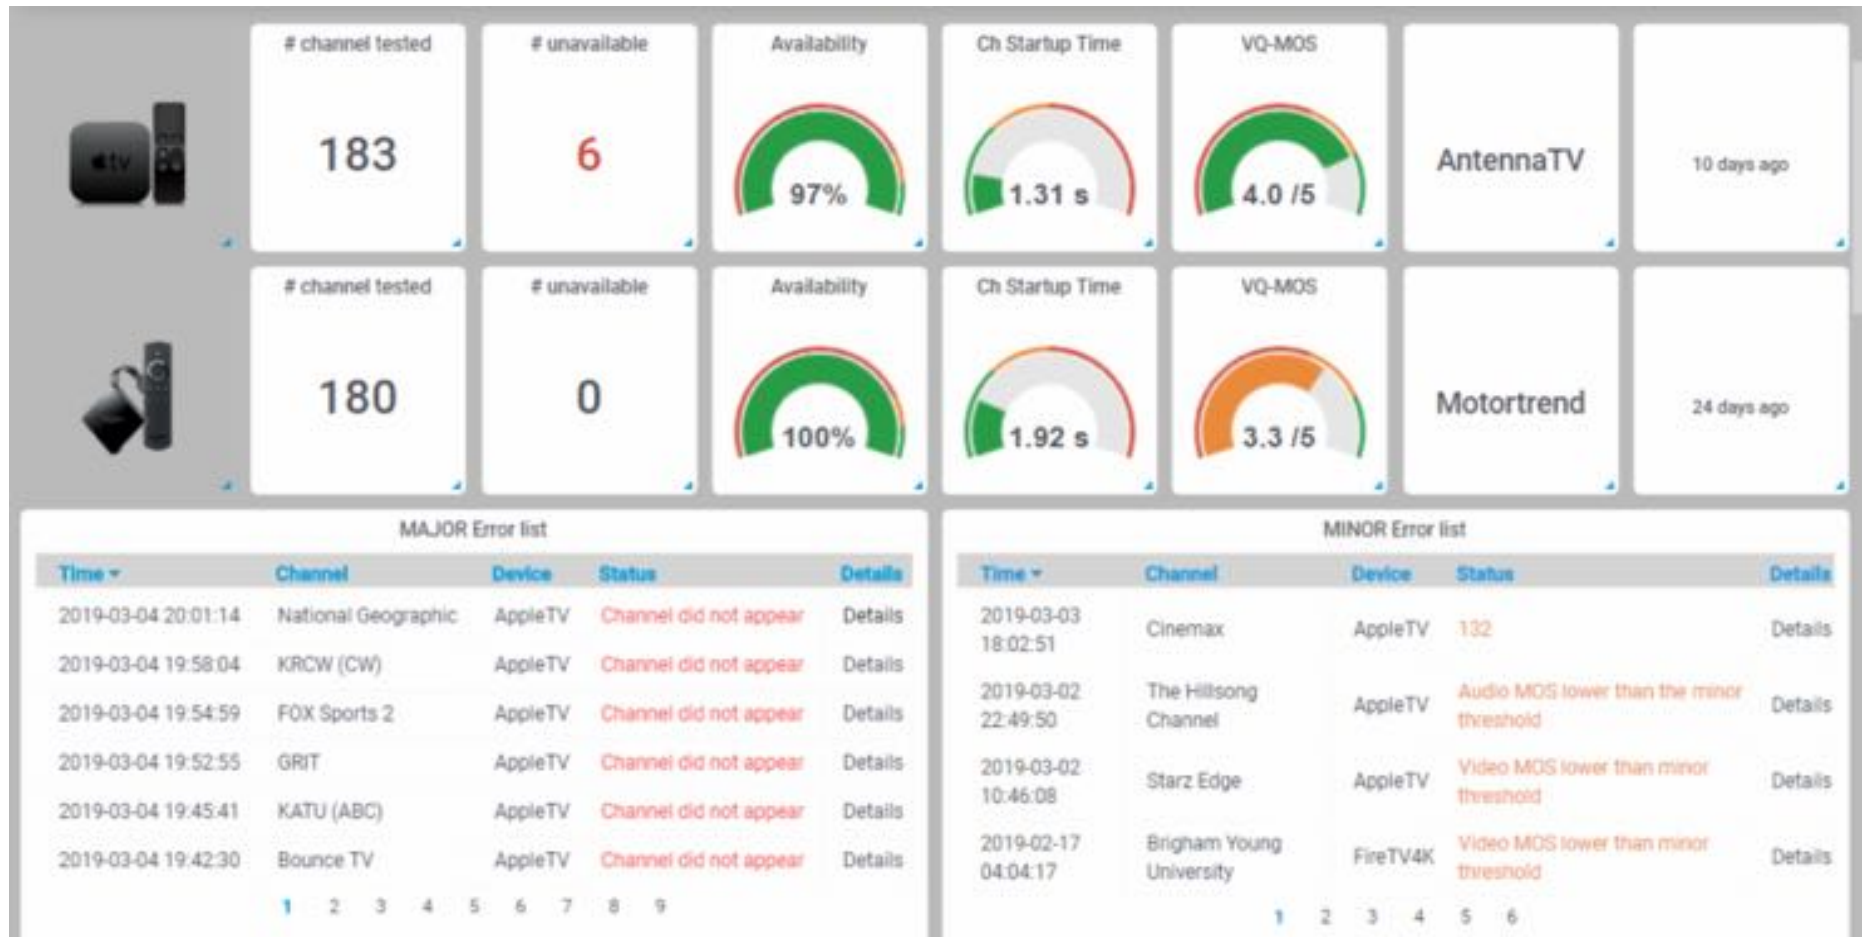 # channel tested # unavailable Availability Ch Startup Time VQ-MOS
tv 183 6 97% 1.31 s 4.0 /5 AntennaTV 10 days ago
# channel tested # unavailable Availability Ch Startup Time VQ-MOS
180 0 100% 1.92 s 3.3 /5 Motortrend 24 days ago
MAJOR Error list
Time Channel Device Status Details
2019-03-04 20:01:14 National Geographic AppleTV Channel did not appear Details
2019-03-04 19:58:04 KRCW (CW) AppleTV Channel did not appear Details
2019-03-04 19:54:59 FOX Sports 2 AppleTV Channel did not appear Details
2019-03-04 19:52:55 GRIT AppleTV Channel did not appear Details
2019-03-04 19:45:41 KATU (ABC) AppleTV Channel did not appear Details
2019-03-04 19:42:30 Bounce TV AppleTV Channel did not appear Details
1 2 3 4 5 6 7 8 9
MINOR Error list
Time Channel Device Status Details
2019-03-03
18:02:51 Cinemax AppleTV 132 Details
2019-03-02 The Hillsong AppleTV Audio MOS lower than the minor Details
22:49:50 Channel threshold
2019-03-02 Starz Edge AppleTV Video MOS lower than minor Details
10:46:08 threshold
2019-02-17 Brigham Young FireTV4K Video MOS lower than minor Details
04:04:17 University threshold
1 2 3 4 5 6